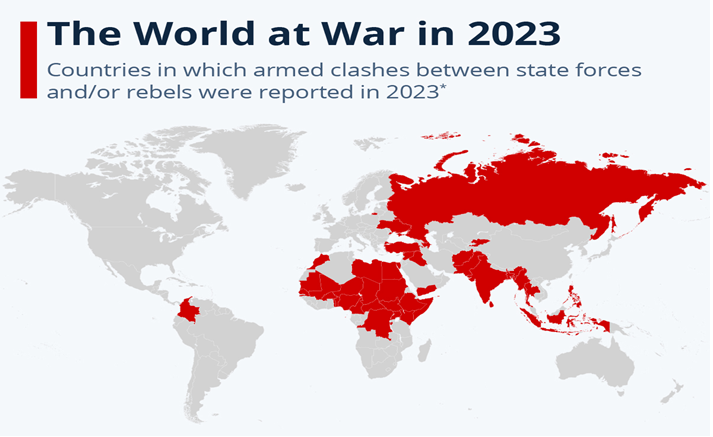 The World at War in 2023
Countries in which armed clashes between state forces
and/or rebels were reported in 2023*